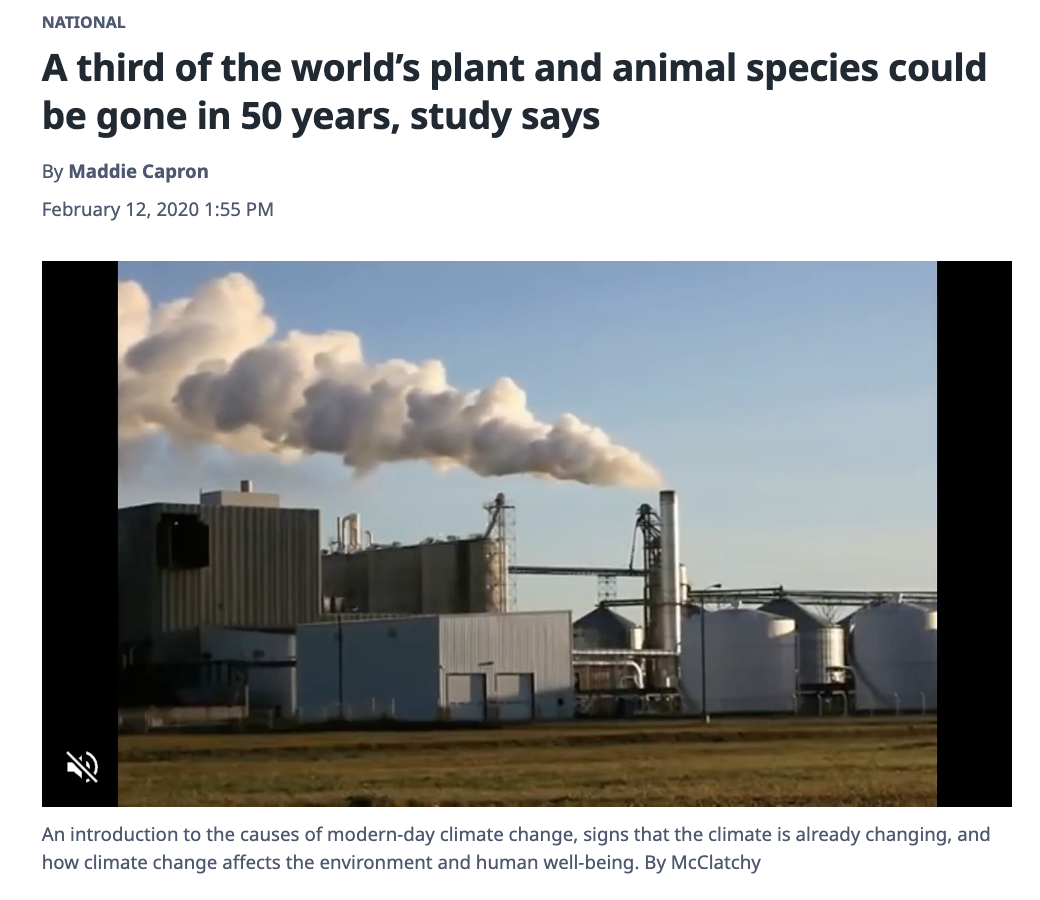 NATIONAL
A third of the world’s plant and animal species could
be gone in 50 years, study says
By Maddie Capron
February 12, 2020 1:55 PM
An introduction to the causes of modern-day climate change, signs that the climate is already changing, and
how climate change affects the environment and human well-being. By McClatchy